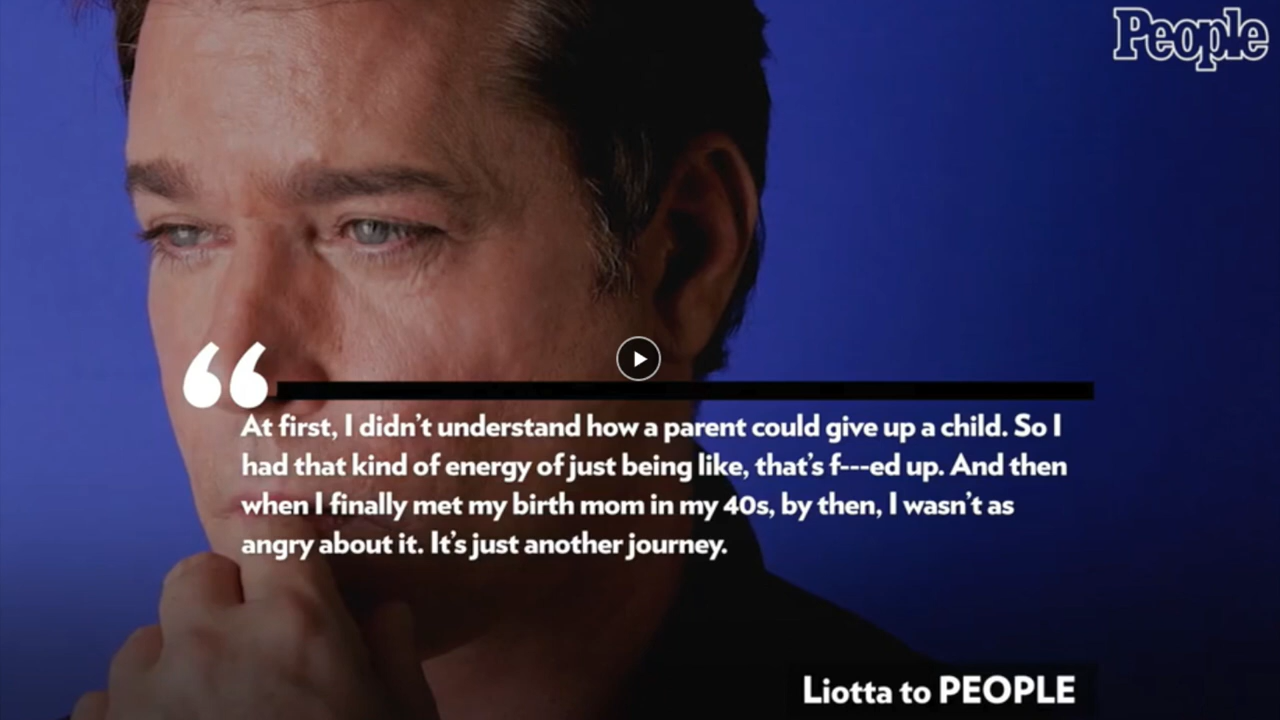 People
“
At first, I didn’t understand how a parent could give up a child. So I
had that kind of energy of just being like, that’s f---ed up. And then
when I finally met my birth mom in my 40s, by then, I wasn’t as
angry about it. It’s just another journey.
Liotta to PEOPLE